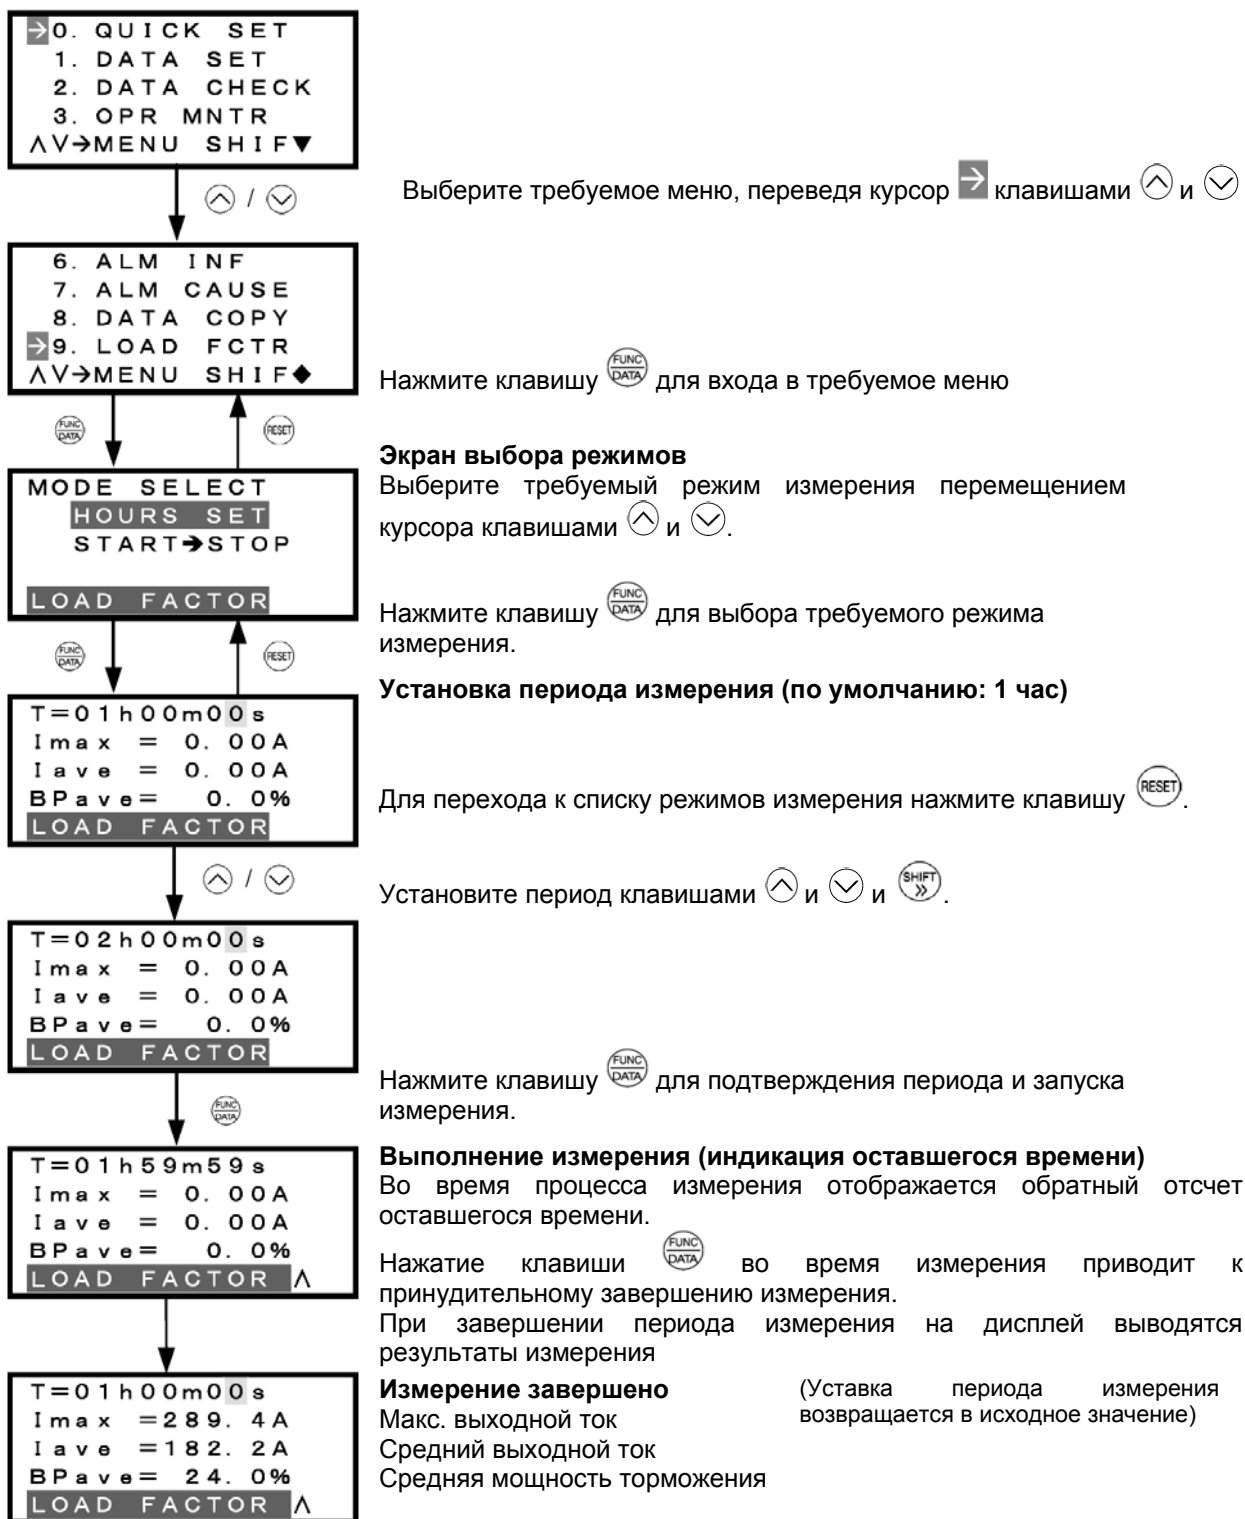 →0. QUICK SET
1. DATA SET
2. DATA CHECK
3. OPR MNTR
∧∨→MENU SHIF▼
Выберите требуемое меню, переведя курсор → клавишами ∧ и ∨
∧ / ∨
6. ALM INF
7. ALM CAUSE
8. DATA COPY
→9. LOAD FCTR
∧∨→MENU SHIF◆
Нажмите клавишу FUNC DATA для входа в требуемое меню
FUNC DATA RESET
Экран выбора режимов
Выберите требуемый режим измерения перемещением
курсора клавишами ∧ и ∨.
MODE SELECT
HOURS SET
START→STOP
LOAD FACTOR
Нажмите клавишу FUNC DATA для выбора требуемого режима
измерения.
FUNC DATA RESET
Установка периода измерения (по умолчанию: 1 час)
T=01h00m00s
Imax = 0.00A
Iave = 0.00A
BPave= 0.0%
LOAD FACTOR
Для перехода к списку режимов измерения нажмите клавишу RESET.
∧ / ∨
Установите период клавишами ∧ и ∨ и SHIFT ».
T=02h00m00s
Imax = 0.00A
Iave = 0.00A
BPave= 0.0%
LOAD FACTOR
Нажмите клавишу FUNC DATA для подтверждения периода и запуска
измерения.
FUNC DATA
T=01h59m59s
Imax = 0.00A
Iave = 0.00A
BPave= 0.0%
LOAD FACTOR ∧
Выполнение измерения (индикация оставшегося времени)
Во время процесса измерения отображается обратный отсчет
оставшегося времени.
Нажатие клавиши FUNC DATA во время измерения приводит к
принудительному завершению измерения.
При завершении периода измерения на дисплей выводятся
результаты измерения
T=01h00m00s
Imax =289.4A
Iave =182.2A
BPave= 24.0%
LOAD FACTOR ∧
Измерение завершено
Макс. выходной ток
Средний выходной ток
Средняя мощность торможения
(Уставка периода измерения
возвращается в исходное значение)